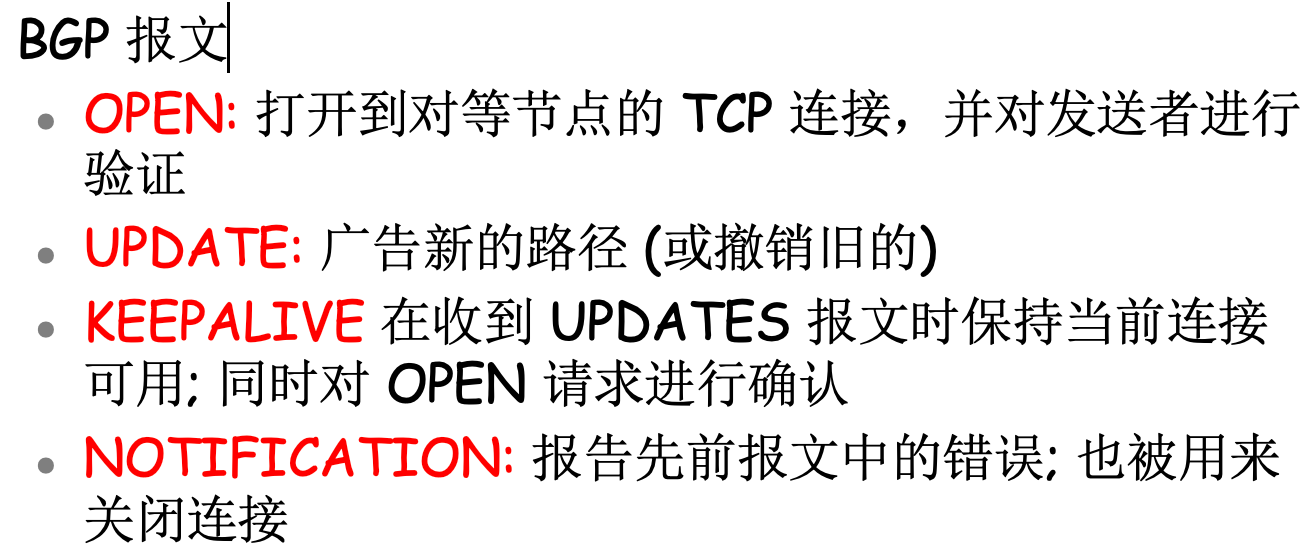 BGP 报文
• OPEN: 打开到对等节点的 TCP 连接，并对发送者进行
验证
• UPDATE: 广告新的路径 (或撤销旧的)
• KEEPALIVE 在收到 UPDATES 报文时保持当前连接
可用; 同时对 OPEN 请求进行确认
• NOTIFICATION: 报告先前报文中的错误; 也被用来
关闭连接